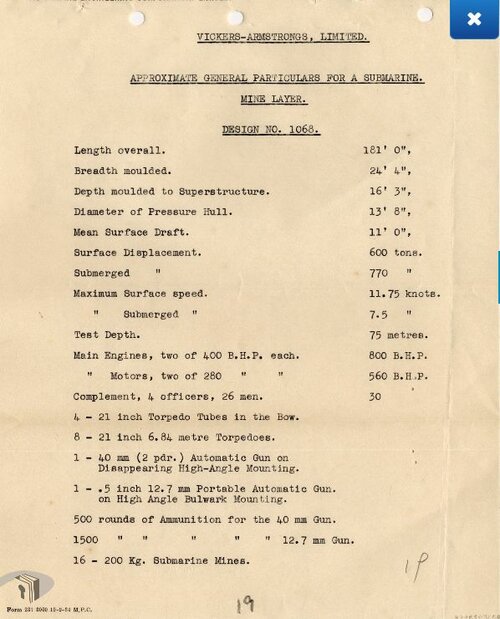 VICKERS-ARMSTRONGS, LIMITED.
APPROXIMATE GENERAL PARTICULARS FOR A SUBMARINE.
MINE LAYER.
DESIGN NO. 1068.
Length overall. 181' 0",
Breadth moulded. 24' 4",
Depth moulded to Superstructure. 16' 3",
Diameter of Pressure Hull. 13' 8",
Mean Surface Draft. 11' 0",
Surface Displacement. 600 tons.
Submerged " 770 "
Maximum Surface speed. 11.75 knots.
" Submerged " 7.5 "
Test Depth. 75 metres.
Main Engines, two of 400 B.H.P. each. 800 B.H.P.
" Motors, two of 280 " " 560 B.H.P.
Complement, 4 officers, 26 men. 30
4 - 21 inch Torpedo Tubes in the Bow.
8 - 21 inch 6.84 metre Torpedoes.
1 - 40 mm (2 pdr.) Automatic Gun on
Disappearing High-Angle Mounting.
1 - .5 inch 12.7 mm Portable Automatic Gun.
on High Angle Bulwark Mounting.
500 rounds of Ammunition for the 40 mm Gun.
1500 " " " " " 12.7 mm Gun.
16 - 200 Kg. Submarine Mines.
19
19